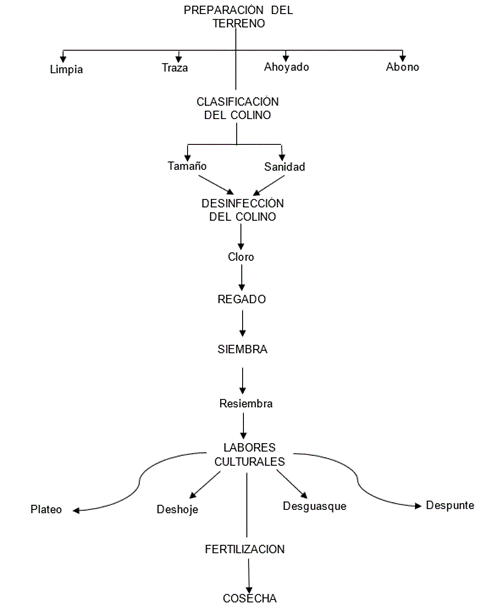 PREPARACIÓN DEL
TERRENO
Limpia
Traza
Ahoyado
Abono
CLASIFICACIÓN
DEL COLINO
Tamaño
Sanidad
DESINFECCIÓN
DEL COLINO
Cloro
REGADO
SIEMBRA
Resiembra
LABORES
CULTURALES
Plateo
Deshoje
Desguasque
Despunte
FERTILIZACION
COSECHA